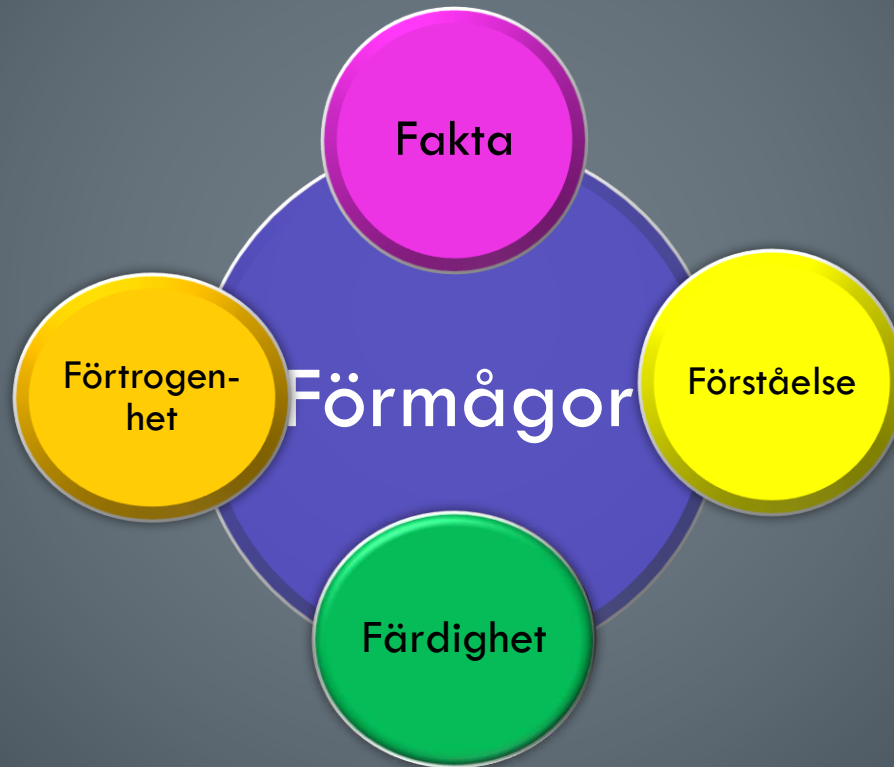 Fakta
Förtrogen-
het
Förmågor
Förståelse
Färdighet